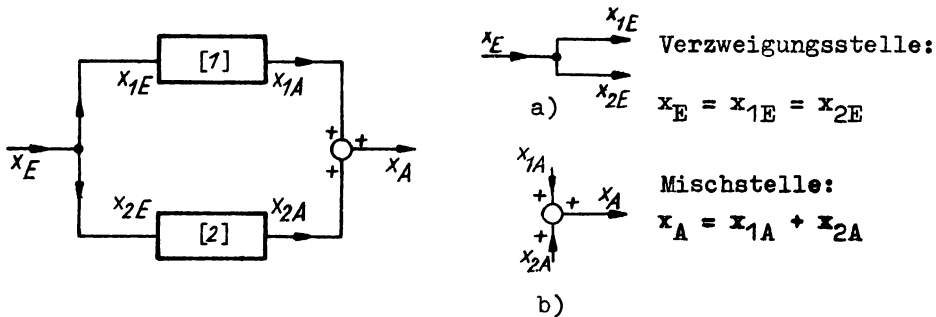 [1]
x1E x1A
+ +
xE + xA
x2E x2A
[2]
xE x1E
x2E
a)
Verzweigungsstelle:
xE = x1E = x2E
x1A
+ + xA
+
x2A
b)
Mischstelle:
xA = x1A + x2A